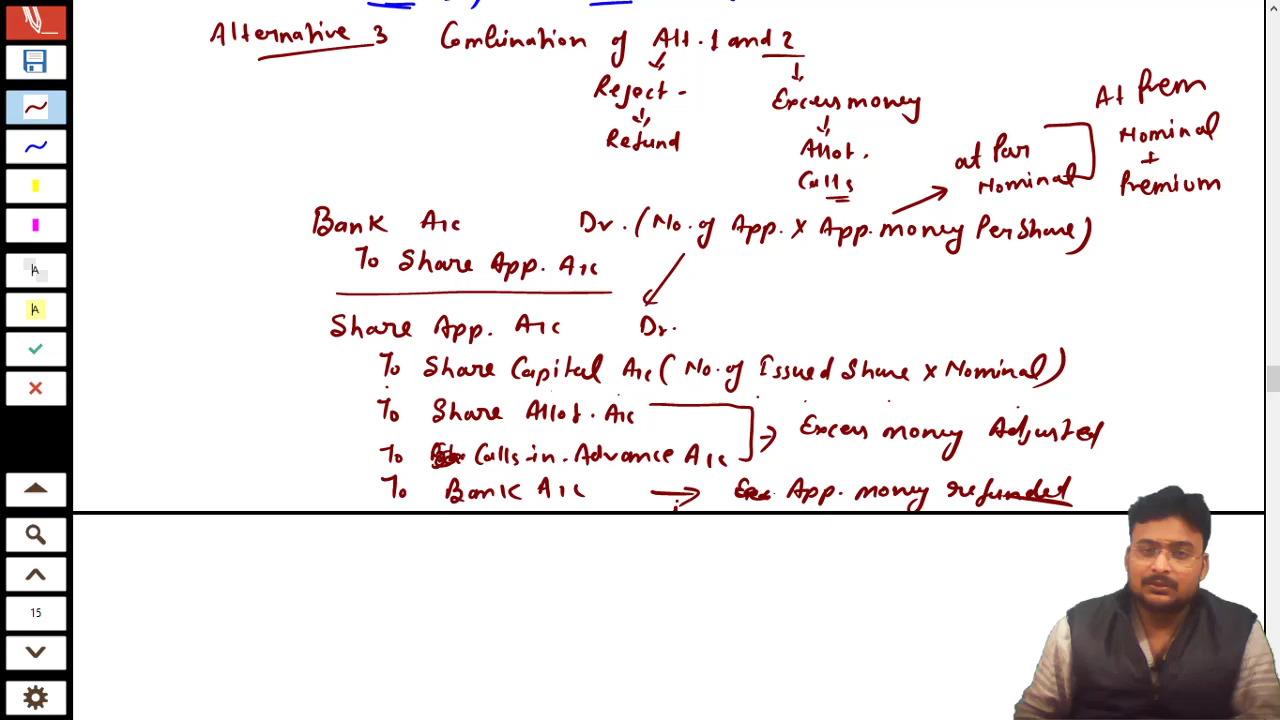 Alternative 3 Combination of Alt. 1 and 2
Reject -
Refund
Excess money
Allot.
Calls
at Par
Nominal
At Prem
Nominal
+
Premium
Bank A/c Dr. (No. of App. x App. money Per Share)
To Share App. A/c
Share App. A/c Dr.
To Share Capital A/c (No. of Issued Share x Nominal)
To Share Allot. A/c
Excess money Adjusted
To Calls-in-Advance A/c
To Bank A/c → App. money refunded
15